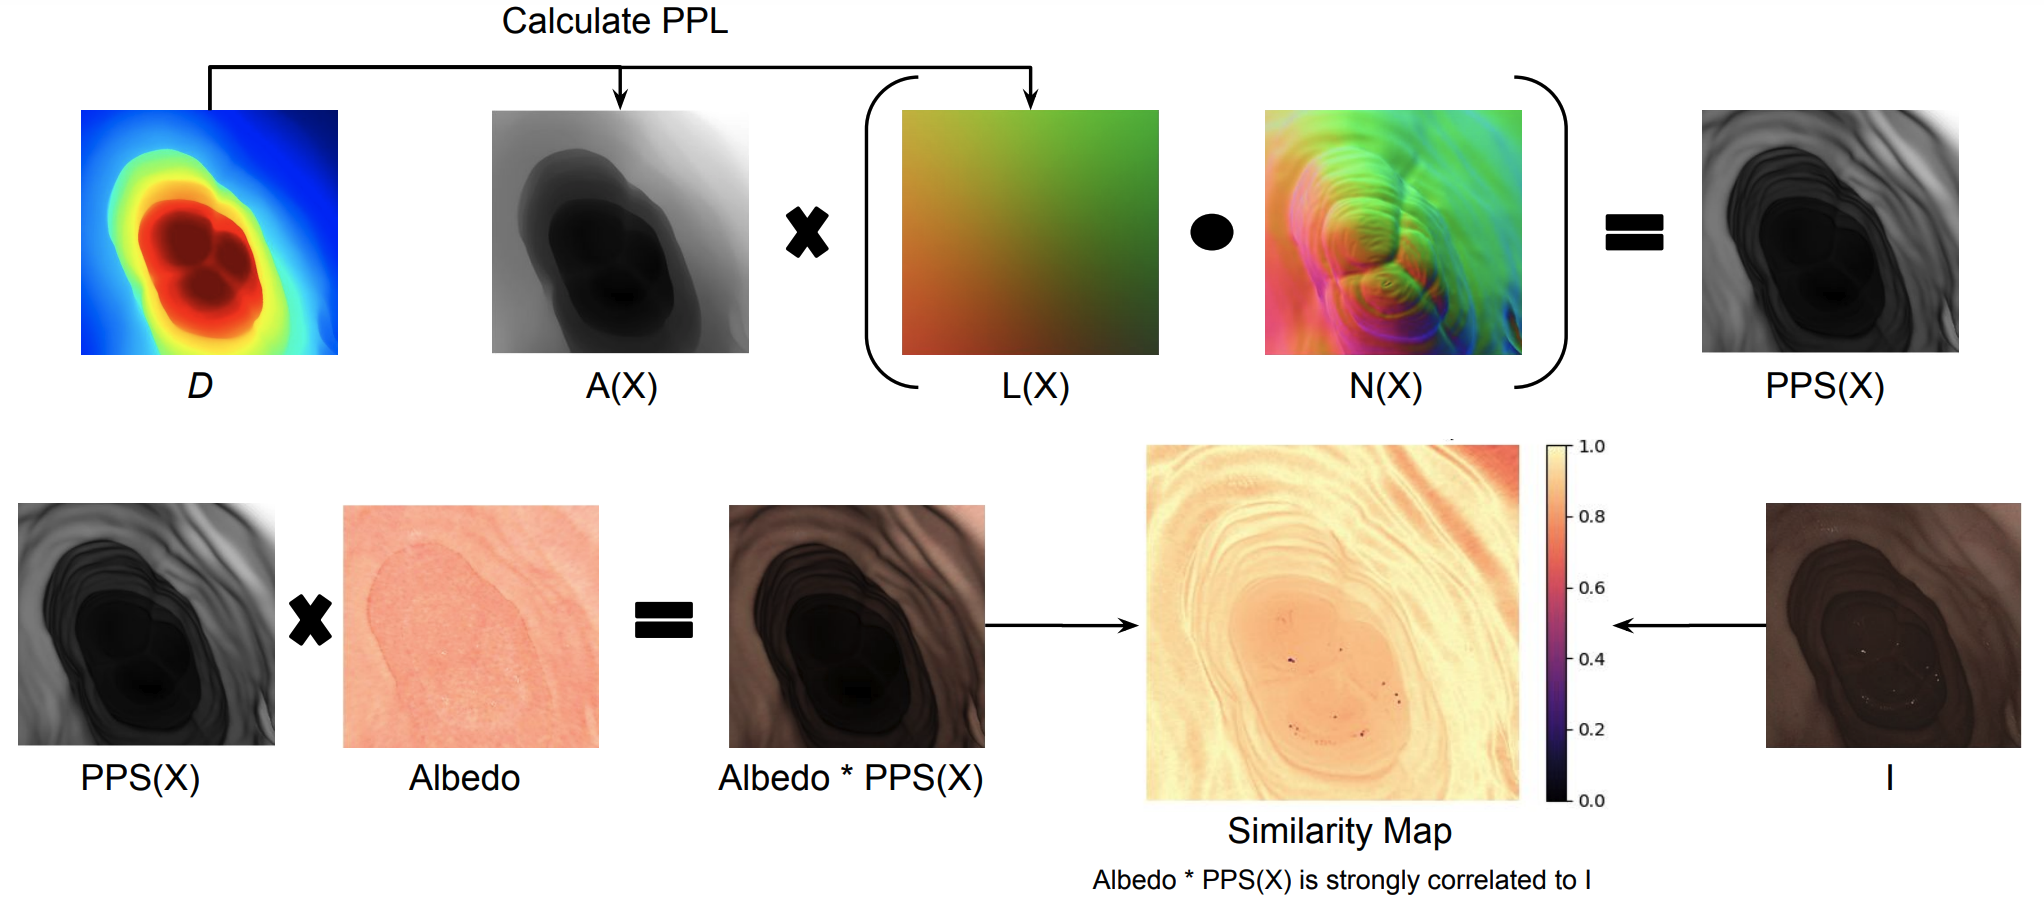 Calculate PPL
D
A(X)
L(X)
N(X)
PPS(X)
1.0
0.8
0.6
0.4
0.2
0.0
PPS(X)
Albedo
Albedo * PPS(X)
I
Similarity Map
Albedo * PPS(X) is strongly correlated to I